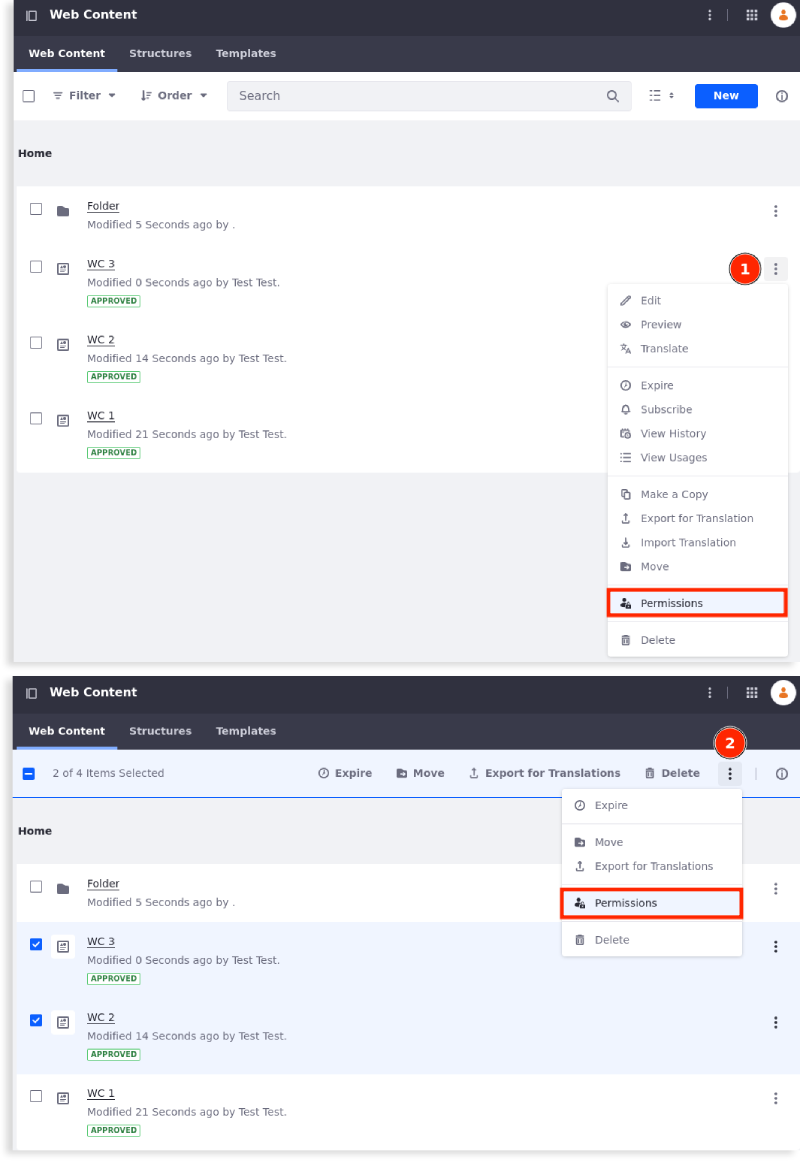 Web Content
Web Content Structures Templates
Filter Order Search New
Home
Folder
Modified 5 Seconds ago by .
WC 3
1
Modified 0 Seconds ago by Test Test.
APPROVED
WC 2
Modified 14 Seconds ago by Test Test.
APPROVED
WC 1
Modified 21 Seconds ago by Test Test.
APPROVED
Edit
Preview
Translate
Expire
Subscribe
View History
View Usages
Make a Copy
Export for Translation
Import Translation
Move
Permissions
Delete
Web Content
Web Content Structures Templates
2
2 of 4 Items Selected Expire Move Export for Translations Delete
Expire
Move
Export for Translations
Permissions
Delete
Home
Folder
Modified 5 Seconds ago by .
WC 3
Modified 0 Seconds ago by Test Test.
APPROVED
WC 2
Modified 14 Seconds ago by Test Test.
APPROVED
WC 1
Modified 21 Seconds ago by Test Test.
APPROVED